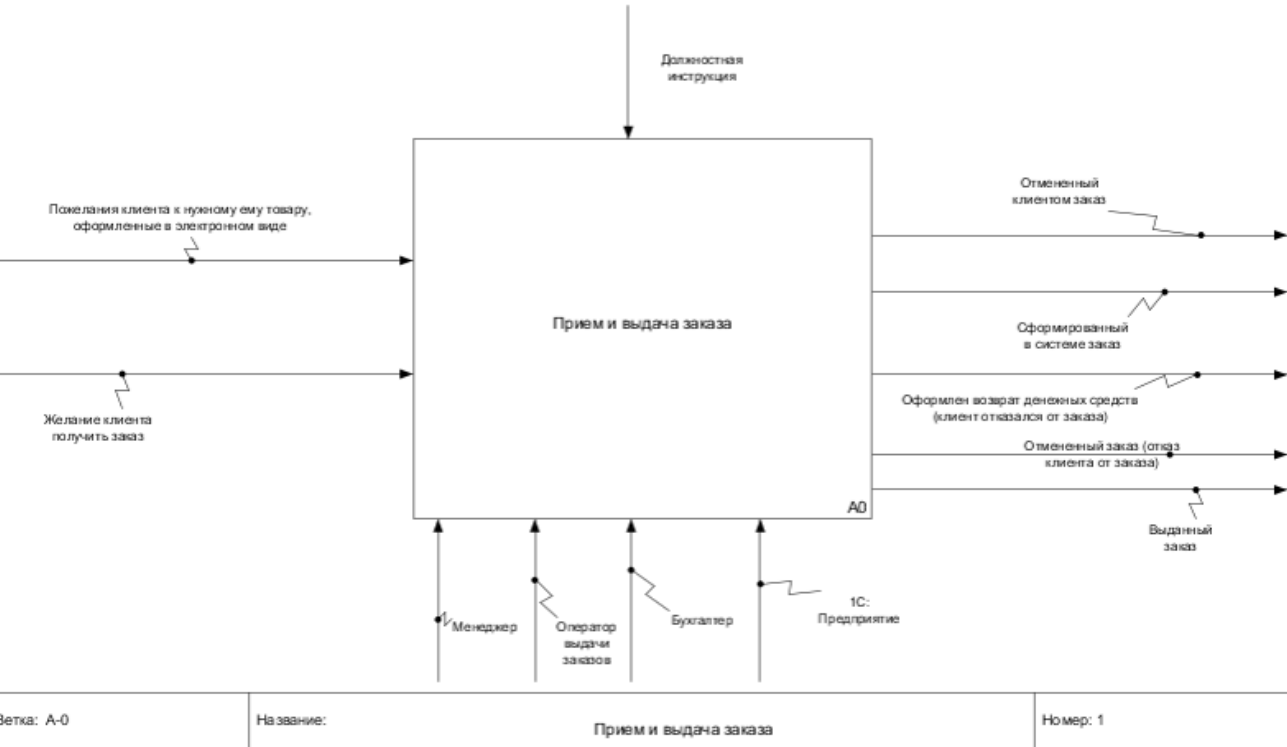 Должностная
инструкция
Пожелания клиента к нужному ему товару,
оформленные в электронном виде
Отмененный
клиентом заказ
Прием и выдача заказа
Сформированный
в системе заказ
Желание клиента
получить заказ
Оформлен возврат денежных средств
(клиент отказался от заказа)
Отмененный заказ (отказ
клиента от заказа)
A0
Выданный
заказ
Менеджер
Оператор
выдачи
заказов
Бухгалтер
1С:
Предприятие
Ветка: A-0
Название:
Прием и выдача заказа
Номер: 1